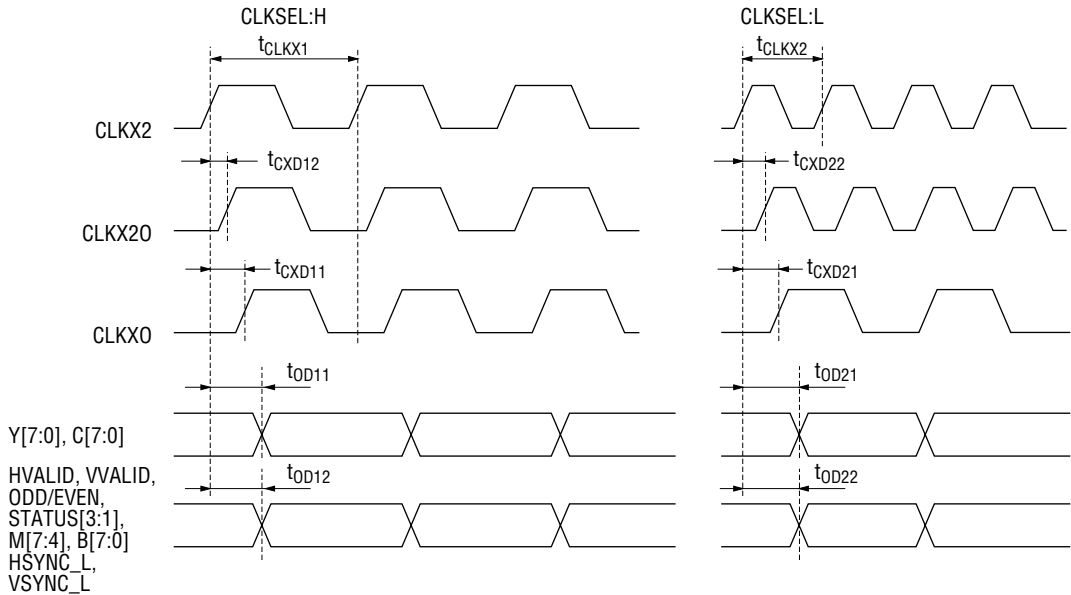 CLKSEL:H
CLKSEL:L
tCLKX1
tCLKX2
CLKX2
tCXD12
tCXD22
CLKX2O
tCXD11
tCXD21
CLKXO
tOD11
tOD21
Y[7:0], C[7:0]
tOD12
tOD22
HVALID, VVALID,
ODD/EVEN,
STATUS[3:1],
M[7:4], B[7:0]
HSYNC_L,
VSYNC_L